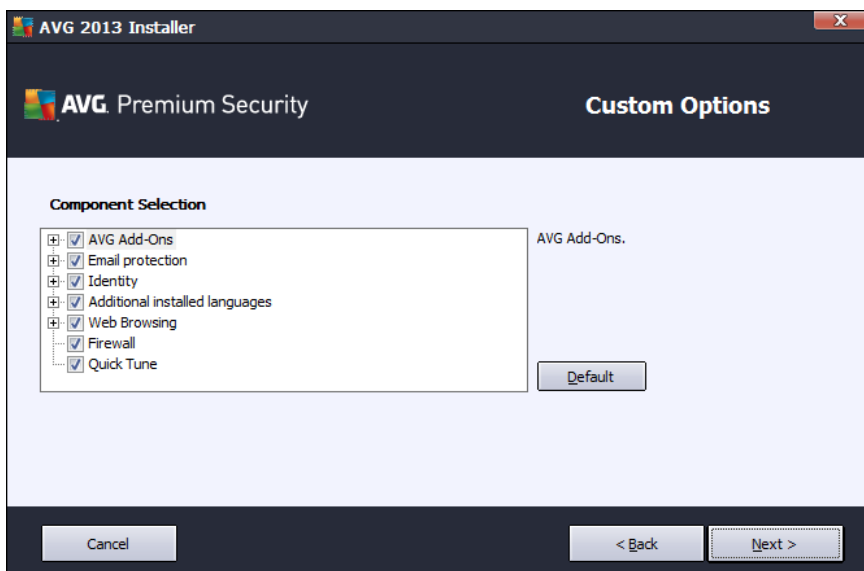 AVG 2013 Installer
X
AVG. Premium Security
Custom Options
Component Selection
AVG Add-Ons
Email protection
Identity
Additional installed languages
Web Browsing
Firewall
Quick Tune
AVG Add-Ons.
Default
Cancel
< Back
Next >